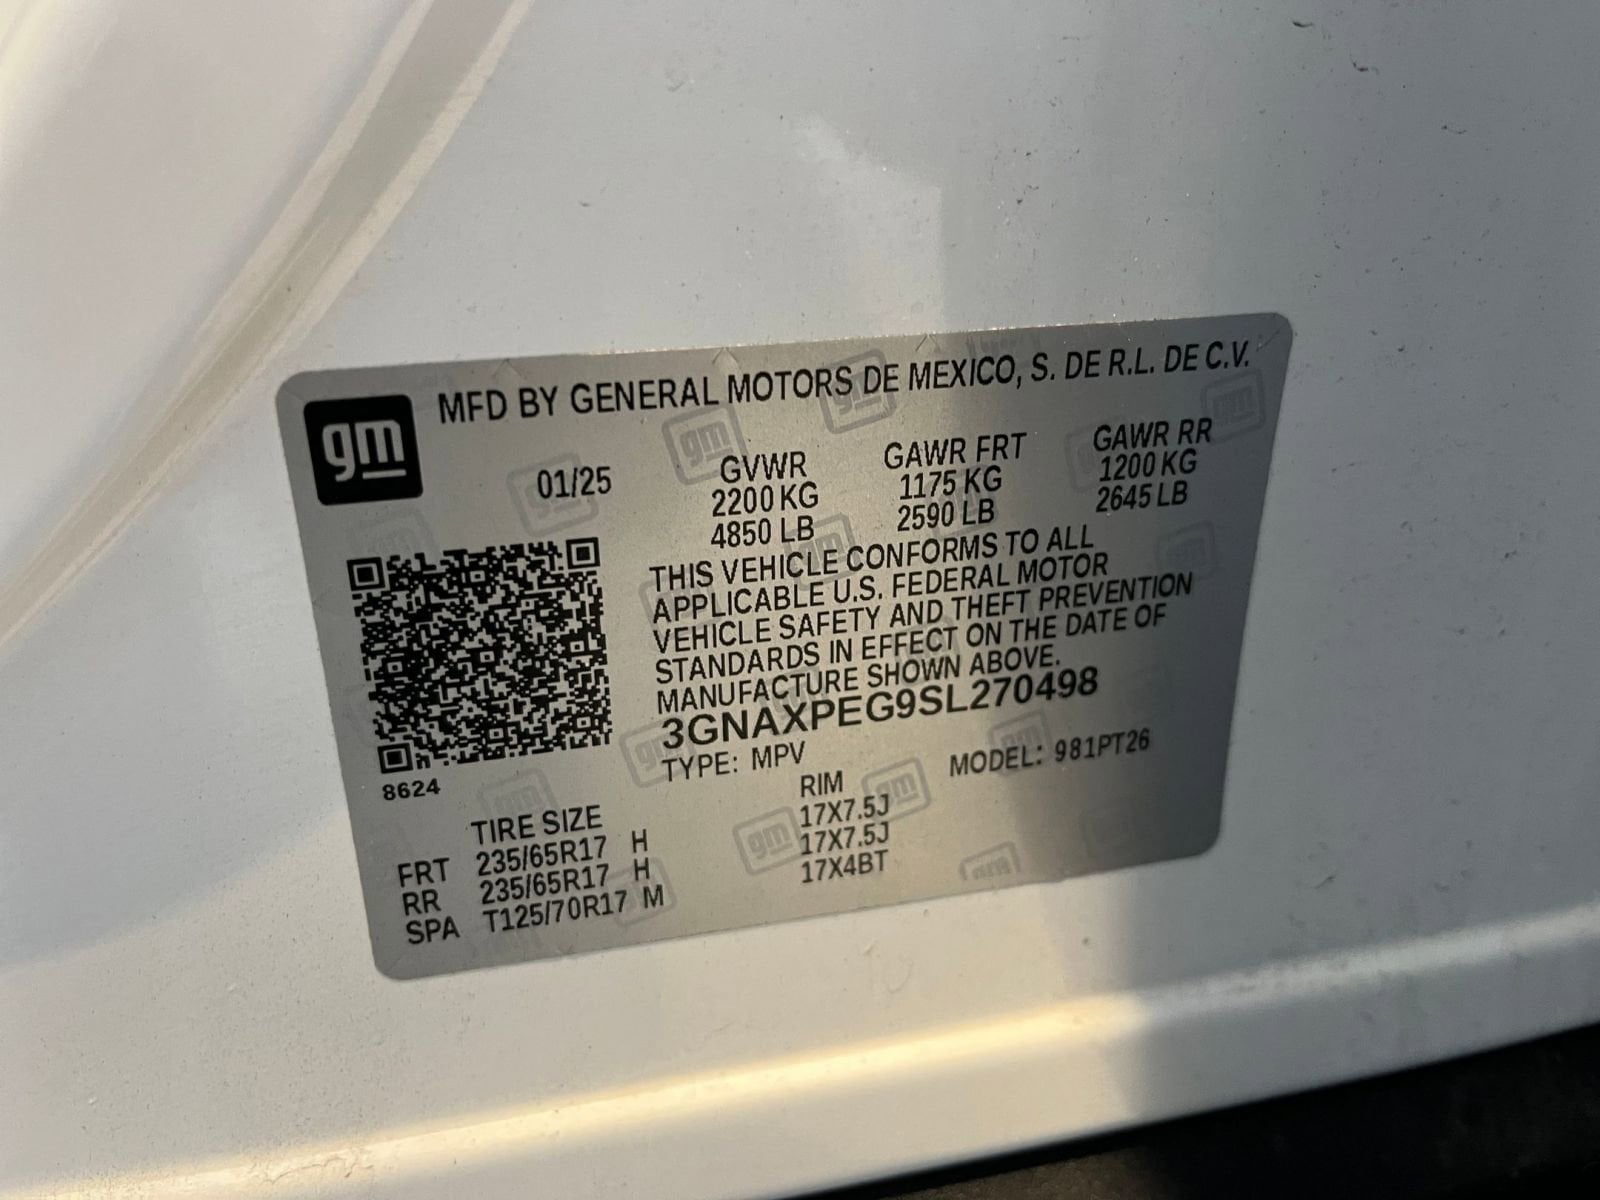 gm
MFD BY GENERAL MOTORS DE MEXICO, S. DE R.L. DE C.V.
01/25 GVWR GAWR FRT GAWR RR
2200 KG 1175 KG 1200 KG
4850 LB 2590 LB 2645 LB
THIS VEHICLE CONFORMS TO ALL
APPLICABLE U.S. FEDERAL MOTOR
VEHICLE SAFETY AND THEFT PREVENTION
STANDARDS IN EFFECT ON THE DATE OF
MANUFACTURE SHOWN ABOVE.
3GNAXPEG9SL270498
TYPE: MPV MODEL: 981PT26
8624
TIRE SIZE RIM
FRT 235/65R17 H 17X7.5J
RR 235/65R17 H 17X7.5J
SPA T125/70R17 M 17X4BT